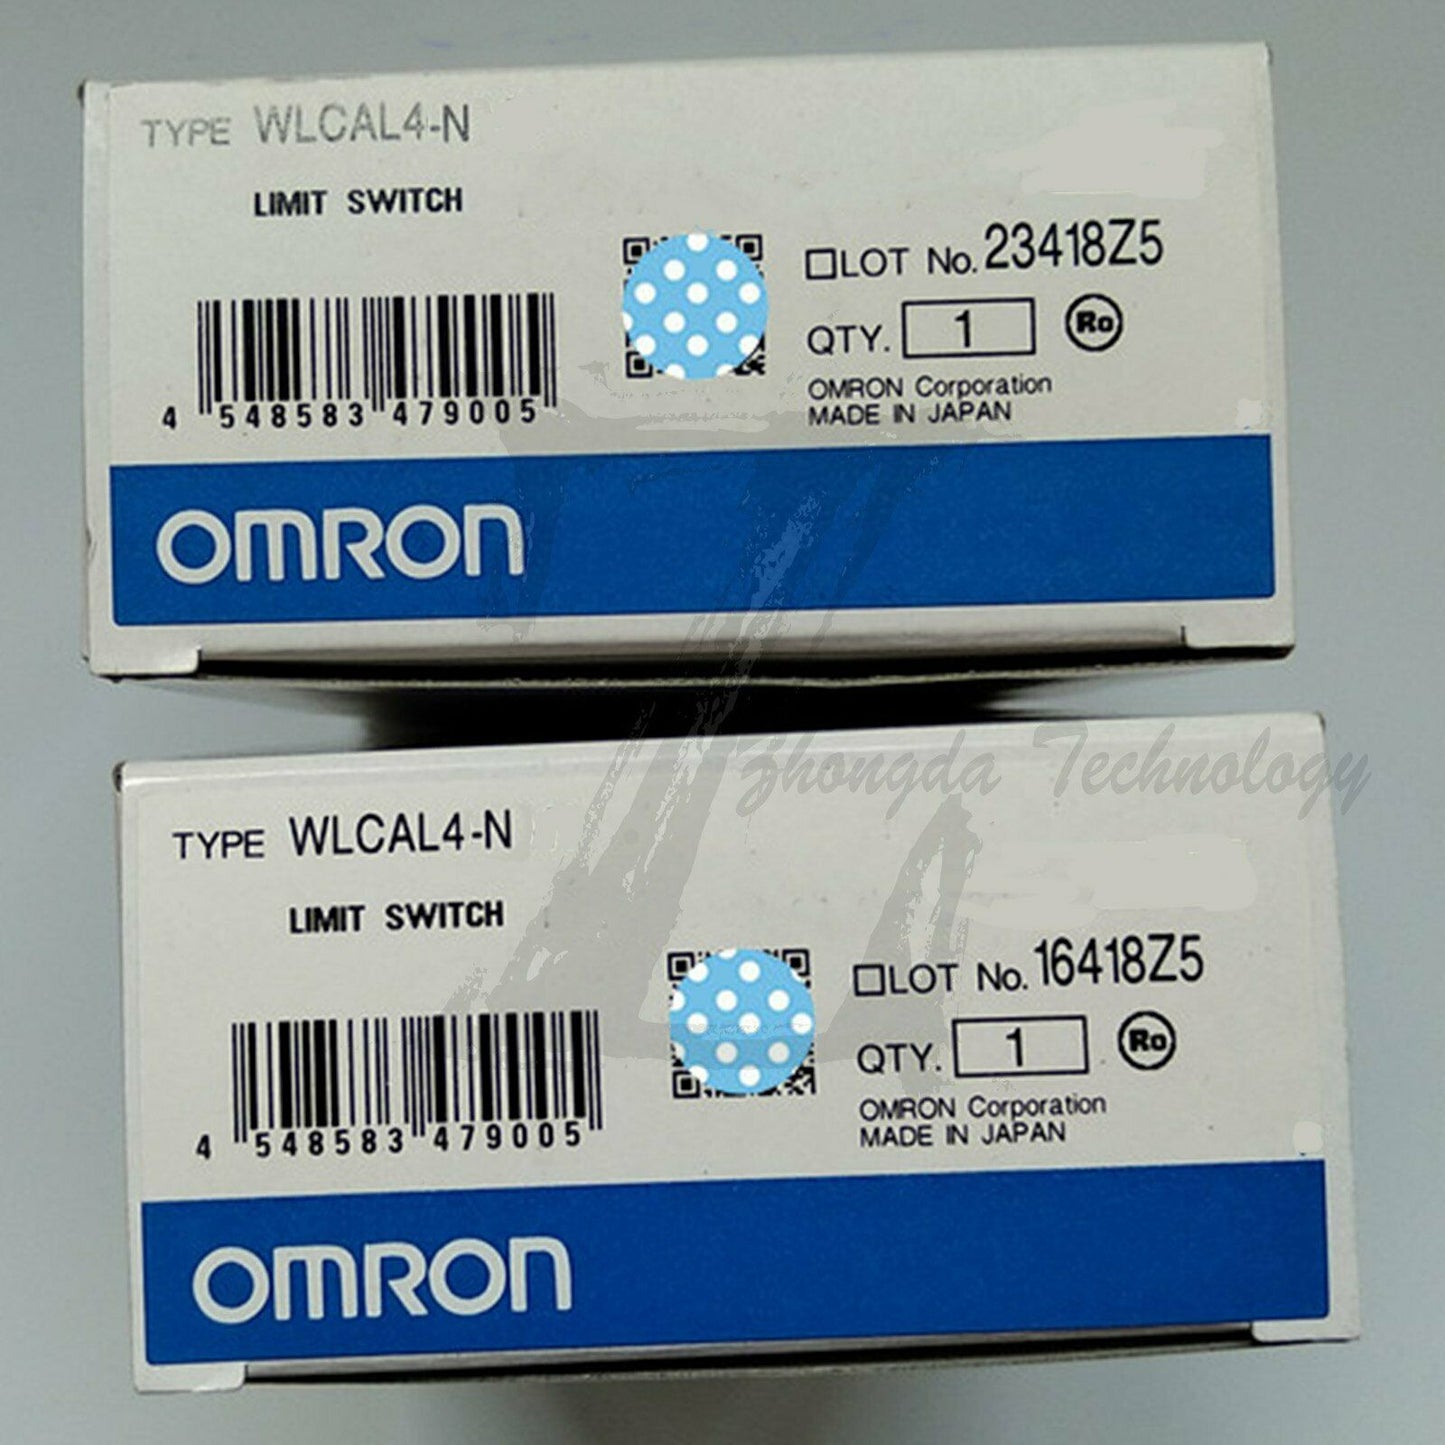 TYPE WLCAL4-N
LIMIT SWITCH
□LOT No. 23418Z5
QTY. 1 Ro
OMRON Corporation
MADE IN JAPAN
4 548583 479005
OMRON
Zhongda Technology
TYPE WLCAL4-N
LIMIT SWITCH
□LOT No. 16418Z5
QTY. 1 Ro
OMRON Corporation
MADE IN JAPAN
4 548583 479005
OMRON